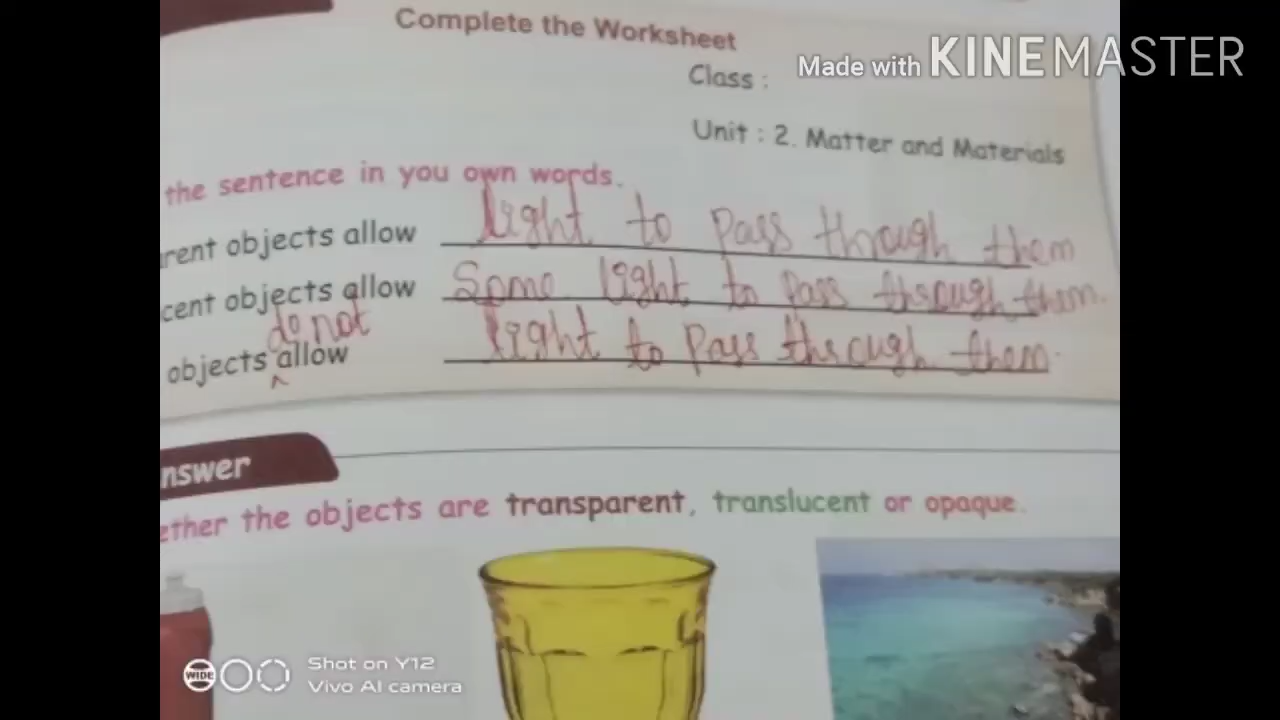 Complete the Worksheet
Made with KINEMASTER
Class :
Unit : 2. Matter and Materials
the sentence in you own words.
rent objects allow light to pass though them
cent objects allow Some light to pass through them.
do not
objects allow light to pass through them.
nswer
ether the objects are transparent, translucent or opaque.
WIDE
Shot on Y12
Vivo AI camera